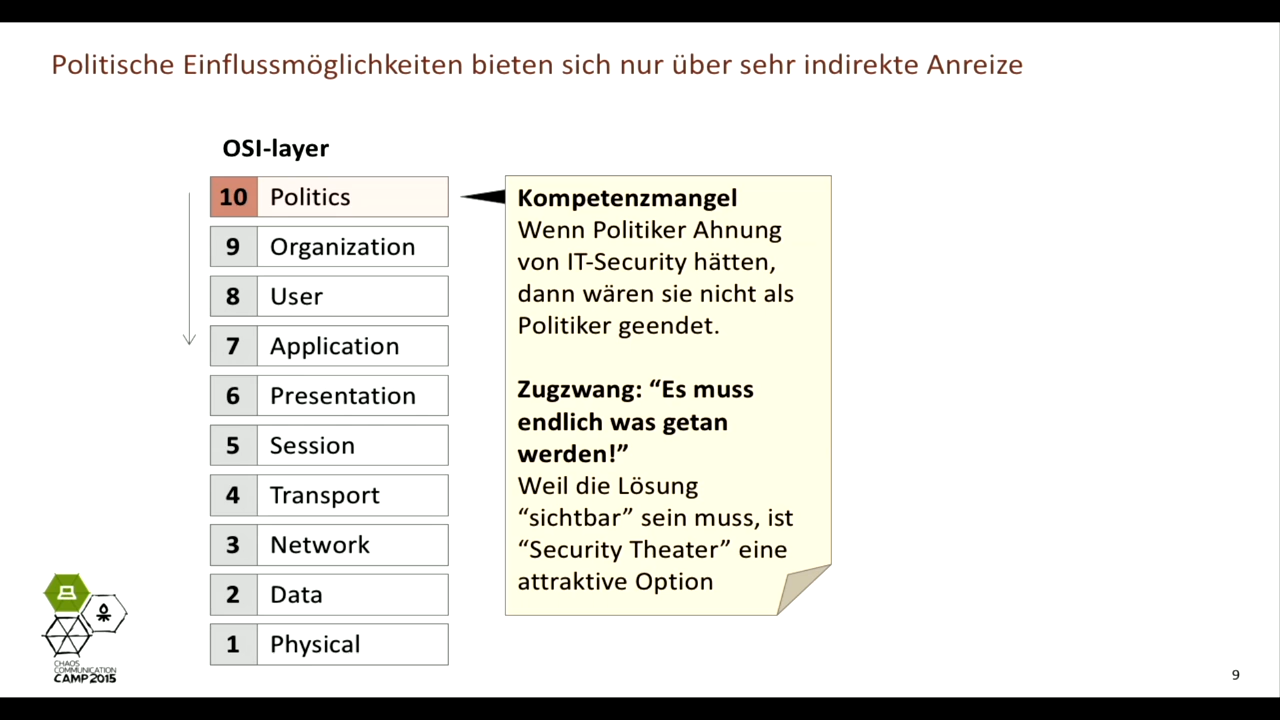 Politische Einflussmöglichkeiten bieten sich nur über sehr indirekte Anreize
OSI-layer
10 Politics
9 Organization
8 User
7 Application
6 Presentation
5 Session
4 Transport
3 Network
2 Data
1 Physical
Kompetenzmangel
Wenn Politiker Ahnung
von IT-Security hätten,
dann wären sie nicht als
Politiker geendet.
Zugzwang: “Es muss
endlich was getan
werden!”
Weil die Lösung
“sichtbar” sein muss, ist
“Security Theater” eine
attraktive Option
CHAOS
COMMUNICATION
CAMP 2015
9